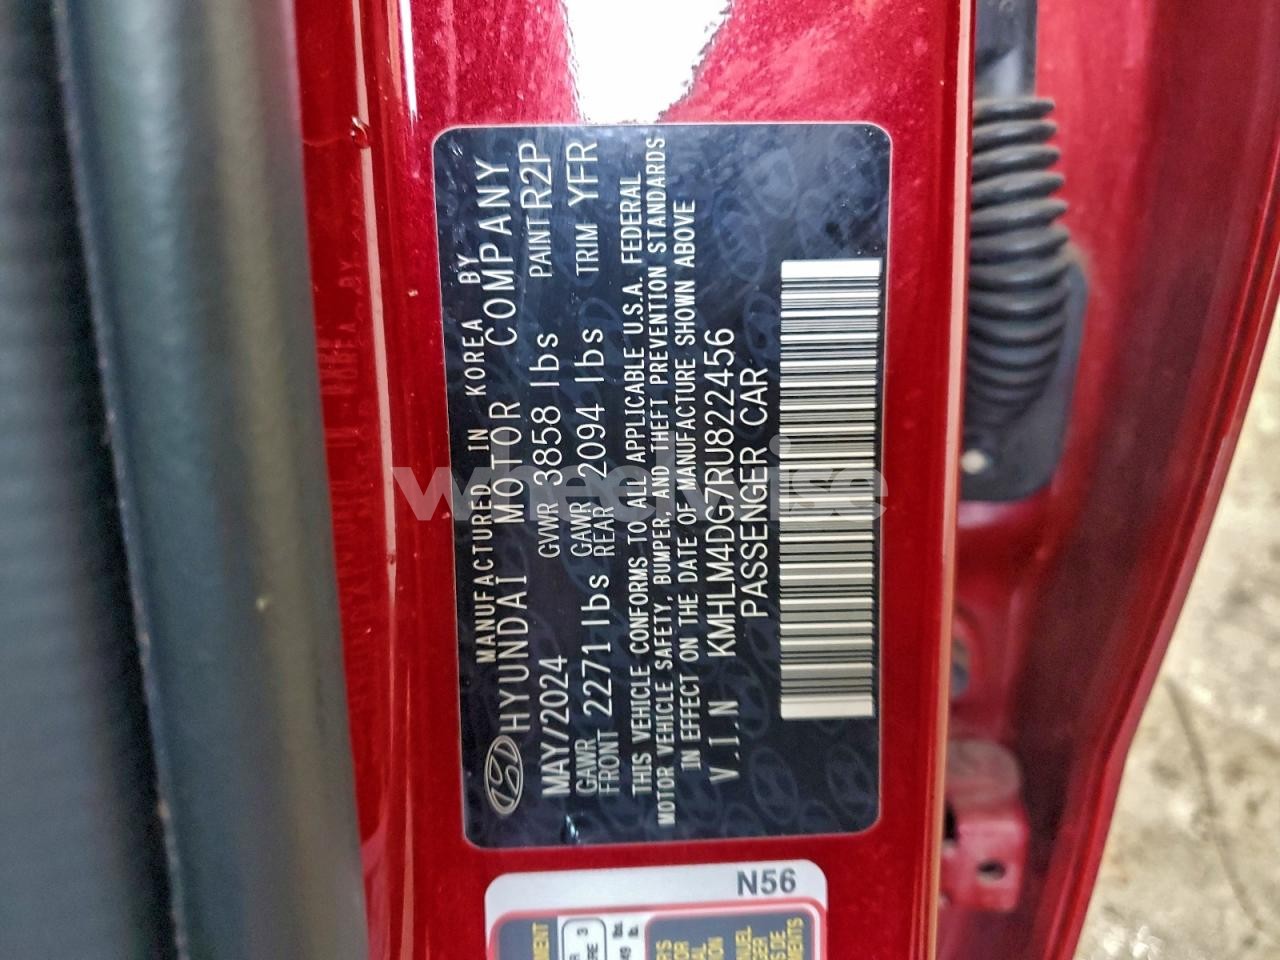 MANUFACTURED IN KOREA BY
HYUNDAI MOTOR COMPANY
MAY/2024 GVWR 3858 lbs PAINT R2P
GAWR FRONT 2271 lbs GAWR REAR 2094 lbs TRIM YFR
THIS VEHICLE CONFORMS TO ALL APPLICABLE U.S.A. FEDERAL
MOTOR VEHICLE SAFETY, BUMPER, AND THEFT PREVENTION STANDARDS
IN EFFECT ON THE DATE OF MANUFACTURE SHOWN ABOVE
V.I.N KMHLM4DG7RU822456
PASSENGER CAR
wheelwise
N56